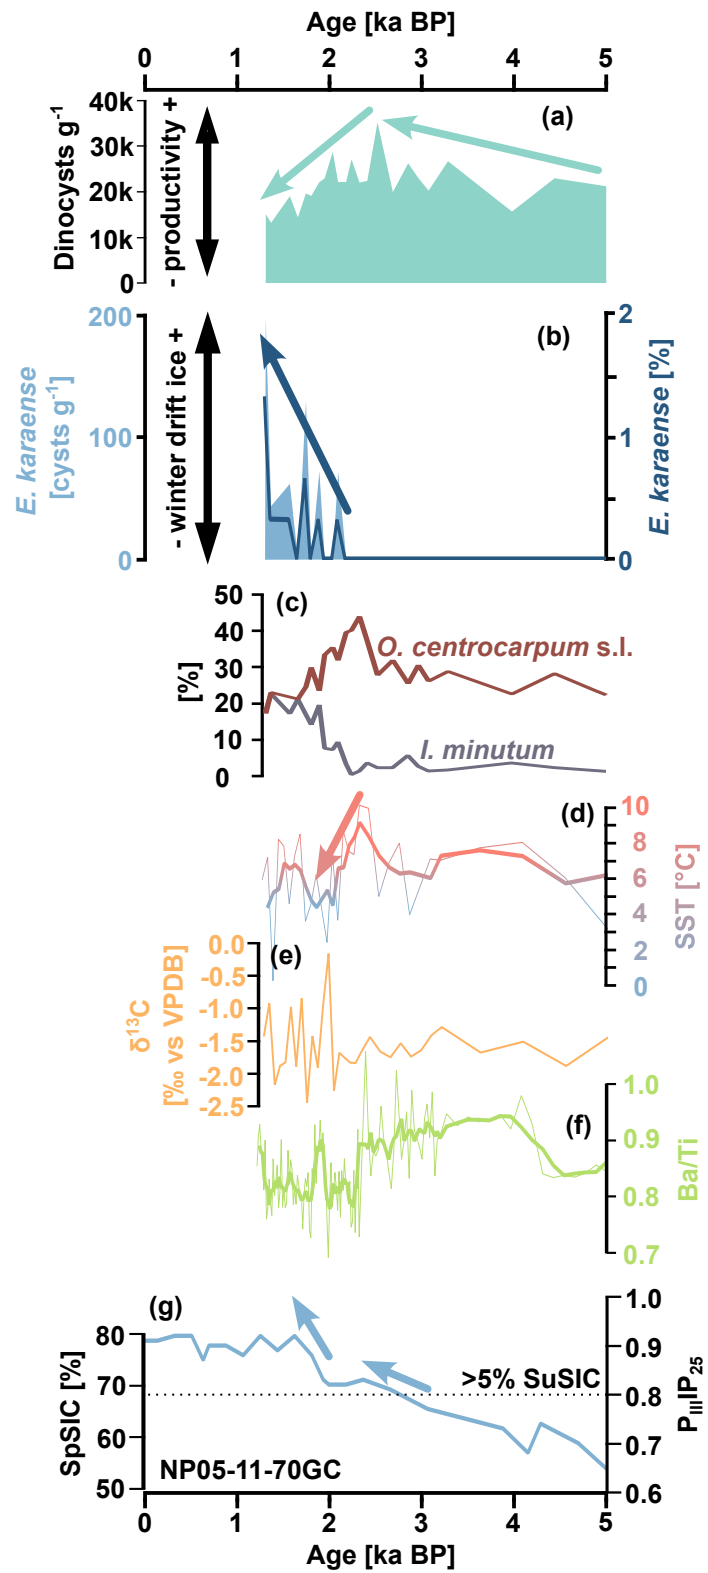 Age [ka BP]
0 1 2 3 4 5
(a)
Dinocysts g⁻¹
40k
30k
20k
10k
0
- productivity +
(b)
E. karaense
[cysts g⁻¹]
200
100
0
- winter drift ice +
2
1
0
E. karaense [%]
(c)
[%]
50
40
30
20
10
0
O. centrocarpum s.l.
I. minutum
(d)
10
8
6
4
2
0
SST [°C]
(e)
δ¹³C
[‰ vs VPDB]
0.0
-0.5
-1.0
-1.5
-2.0
-2.5
(f)
1.0
0.9
0.8
0.7
Ba/Ti
(g)
SpSIC [%]
80
70
60
50
>5% SuSIC
NP05-11-70GC
1.0
0.9
0.8
0.7
0.6
PᵢᵢᵢIP₂₅
0 1 2 3 4 5
Age [ka BP]